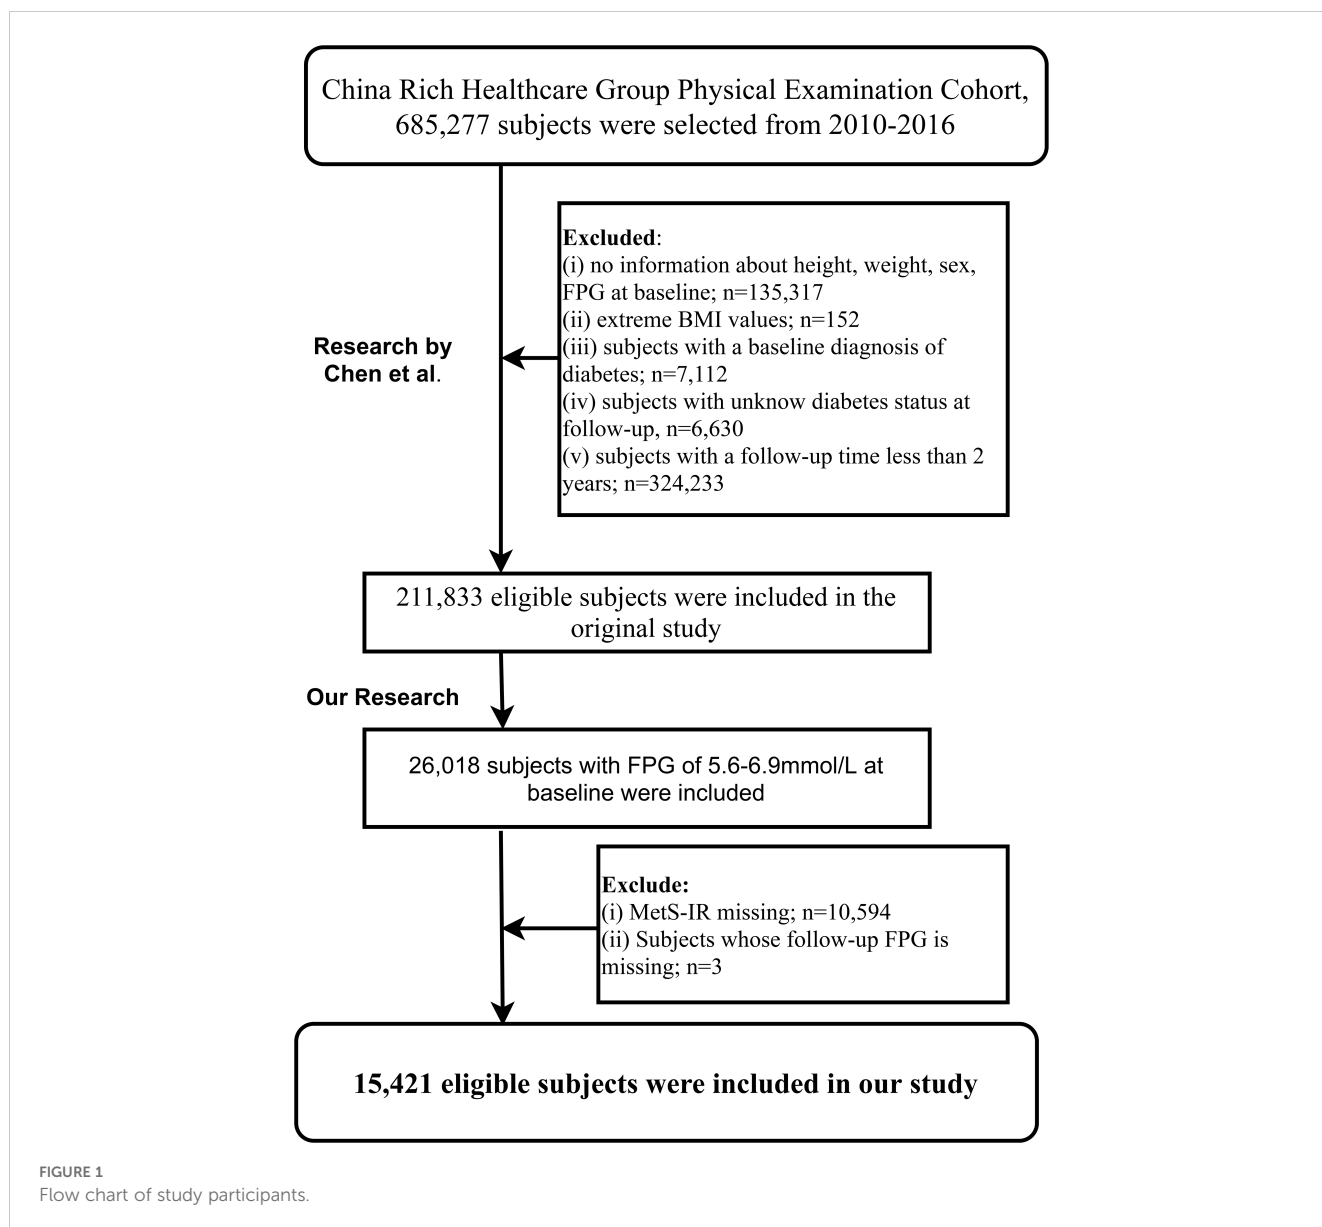 China Rich Healthcare Group Physical Examination Cohort,
685,277 subjects were selected from 2010-2016
Excluded:
(i) no information about height, weight, sex,
FPG at baseline; n=135,317
(ii) extreme BMI values; n=152
(iii) subjects with a baseline diagnosis of
diabetes; n=7,112
(iv) subjects with unknow diabetes status at
follow-up, n=6,630
(v) subjects with a follow-up time less than 2
years; n=324,233
Research by
Chen et al.
211,833 eligible subjects were included in the
original study
Our Research
26,018 subjects with FPG of 5.6-6.9mmol/L at
baseline were included
Exclude:
(i) MetS-IR missing; n=10,594
(ii) Subjects whose follow-up FPG is
missing; n=3
15,421 eligible subjects were included in our study
FIGURE 1
Flow chart of study participants.